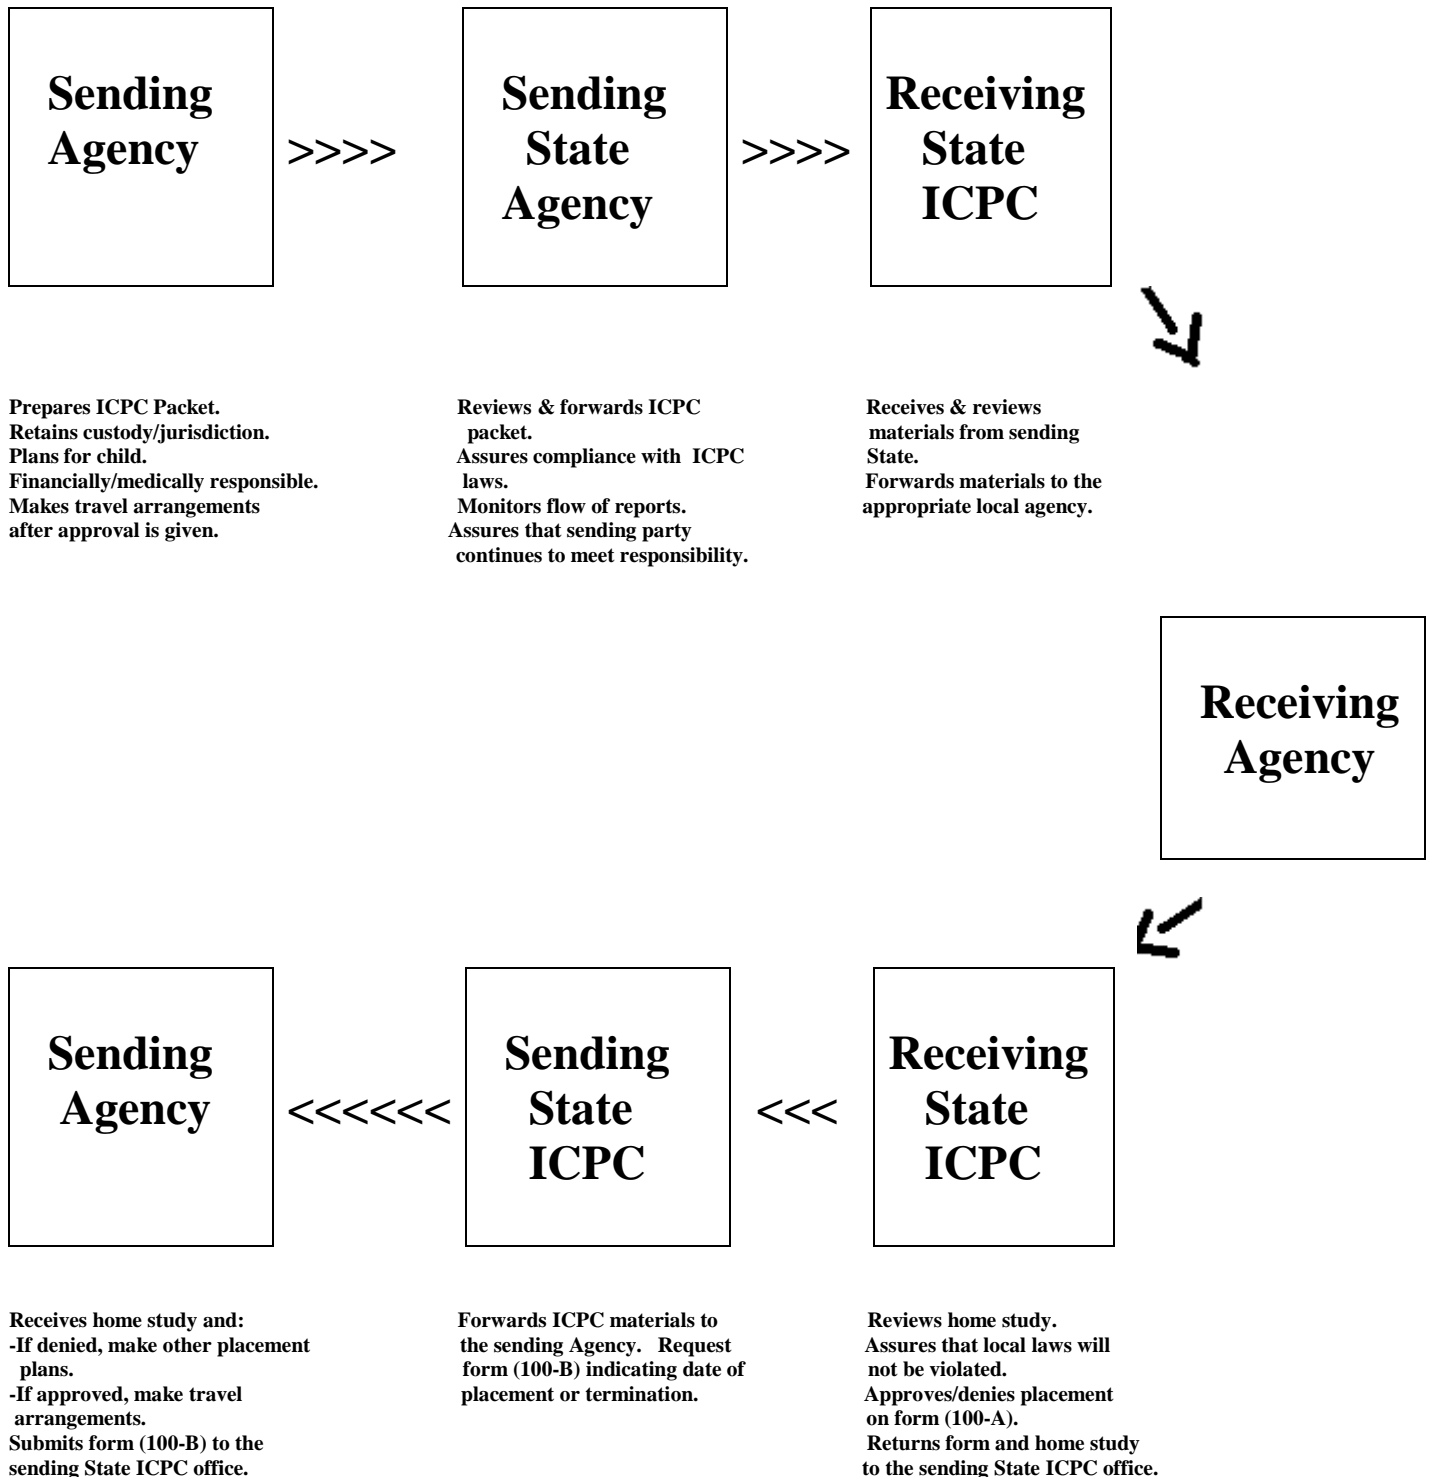 Sending
Agency
>>>>
Sending
State
Agency
>>>>
Receiving
State
ICPC
Prepares ICPC Packet.
Retains custody/jurisdiction.
Plans for child.
Financially/medically responsible.
Makes travel arrangements
after approval is given.
Reviews & forwards ICPC
packet.
Assures compliance with ICPC
laws.
Monitors flow of reports.
Assures that sending party
continues to meet responsibility.
Receives & reviews
materials from sending
State.
Forwards materials to the
appropriate local agency.
Receiving
Agency
Sending
Agency
<<<<<<
Sending
State
ICPC
<<<
Receiving
State
ICPC
Receives home study and:
-If denied, make other placement
plans.
-If approved, make travel
arrangements.
Submits form (100-B) to the
sending State ICPC office.
Forwards ICPC materials to
the sending Agency. Request
form (100-B) indicating date of
placement or termination.
Reviews home study.
Assures that local laws will
not be violated.
Approves/denies placement
on form (100-A).
Returns form and home study
to the sending State ICPC office.